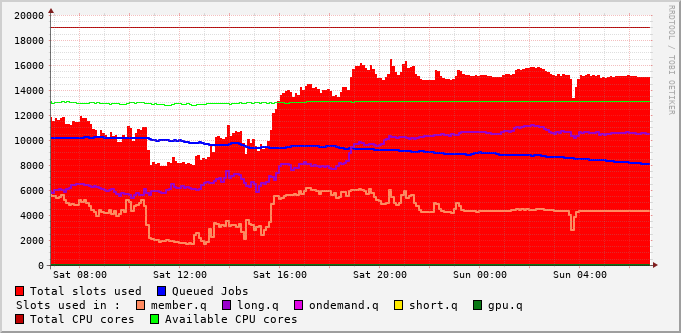 20000
18000
16000
14000
12000
10000
8000
6000
4000
2000
0
Sat 08:00 Sat 12:00 Sat 16:00 Sat 20:00 Sun 00:00 Sun 04:00
Total slots used Queued Jobs
Slots used in : member.q long.q ondemand.q short.q gpu.q
Total CPU cores Available CPU cores
RRDTOOL / TOBI OETIKER